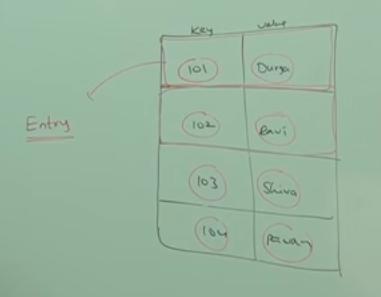 Key value
101 Durga
Entry
102 Ravi
103 Shiva
104 Pavan